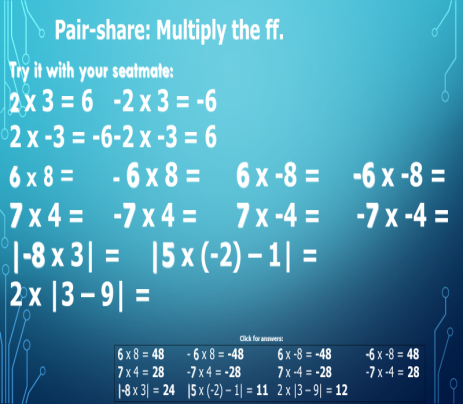 Pair-share: Multiply the ff.
Try it with your seatmate:
2 x 3 = 6 -2 x 3 = -6
2 x -3 = -6 -2 x -3 = 6
6 x 8 = - 6 x 8 = 6 x -8 = -6 x -8 =
7 x 4 = -7 x 4 = 7 x -4 = -7 x -4 =
|-8 x 3| = |5 x (-2) – 1| =
2 x |3 – 9| =
Click for answers:
6 x 8 = 48 - 6 x 8 = -48 6 x -8 = -48 -6 x -8 = 48
7 x 4 = 28 -7 x 4 = -28 7 x -4 = -28 -7 x -4 = 28
|-8 x 3| = 24 |5 x (-2) – 1| = 11 2 x |3 – 9| = 12